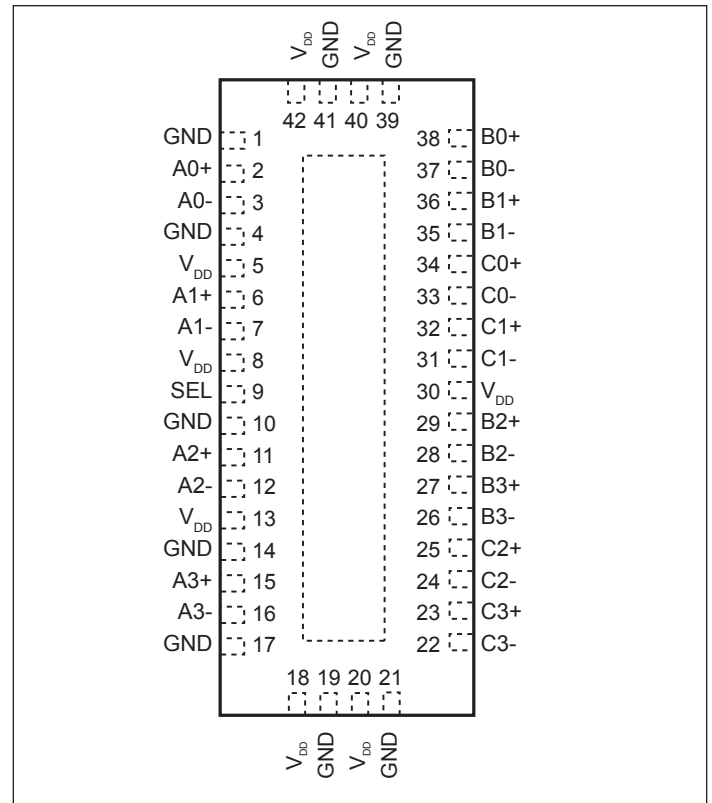 VDD GND VDD GND
42 41 40 39
GND 1 38 B0+
A0+ 2 37 B0-
A0- 3 36 B1+
GND 4 35 B1-
VDD 5 34 C0+
A1+ 6 33 C0-
A1- 7 32 C1+
VDD 8 31 C1-
SEL 9 30 VDD
GND 10 29 B2+
A2+ 11 28 B2-
A2- 12 27 B3+
VDD 13 26 B3-
GND 14 25 C2+
A3+ 15 24 C2-
A3- 16 23 C3+
GND 17 22 C3-
18 19 20 21
VDD GND VDD GND